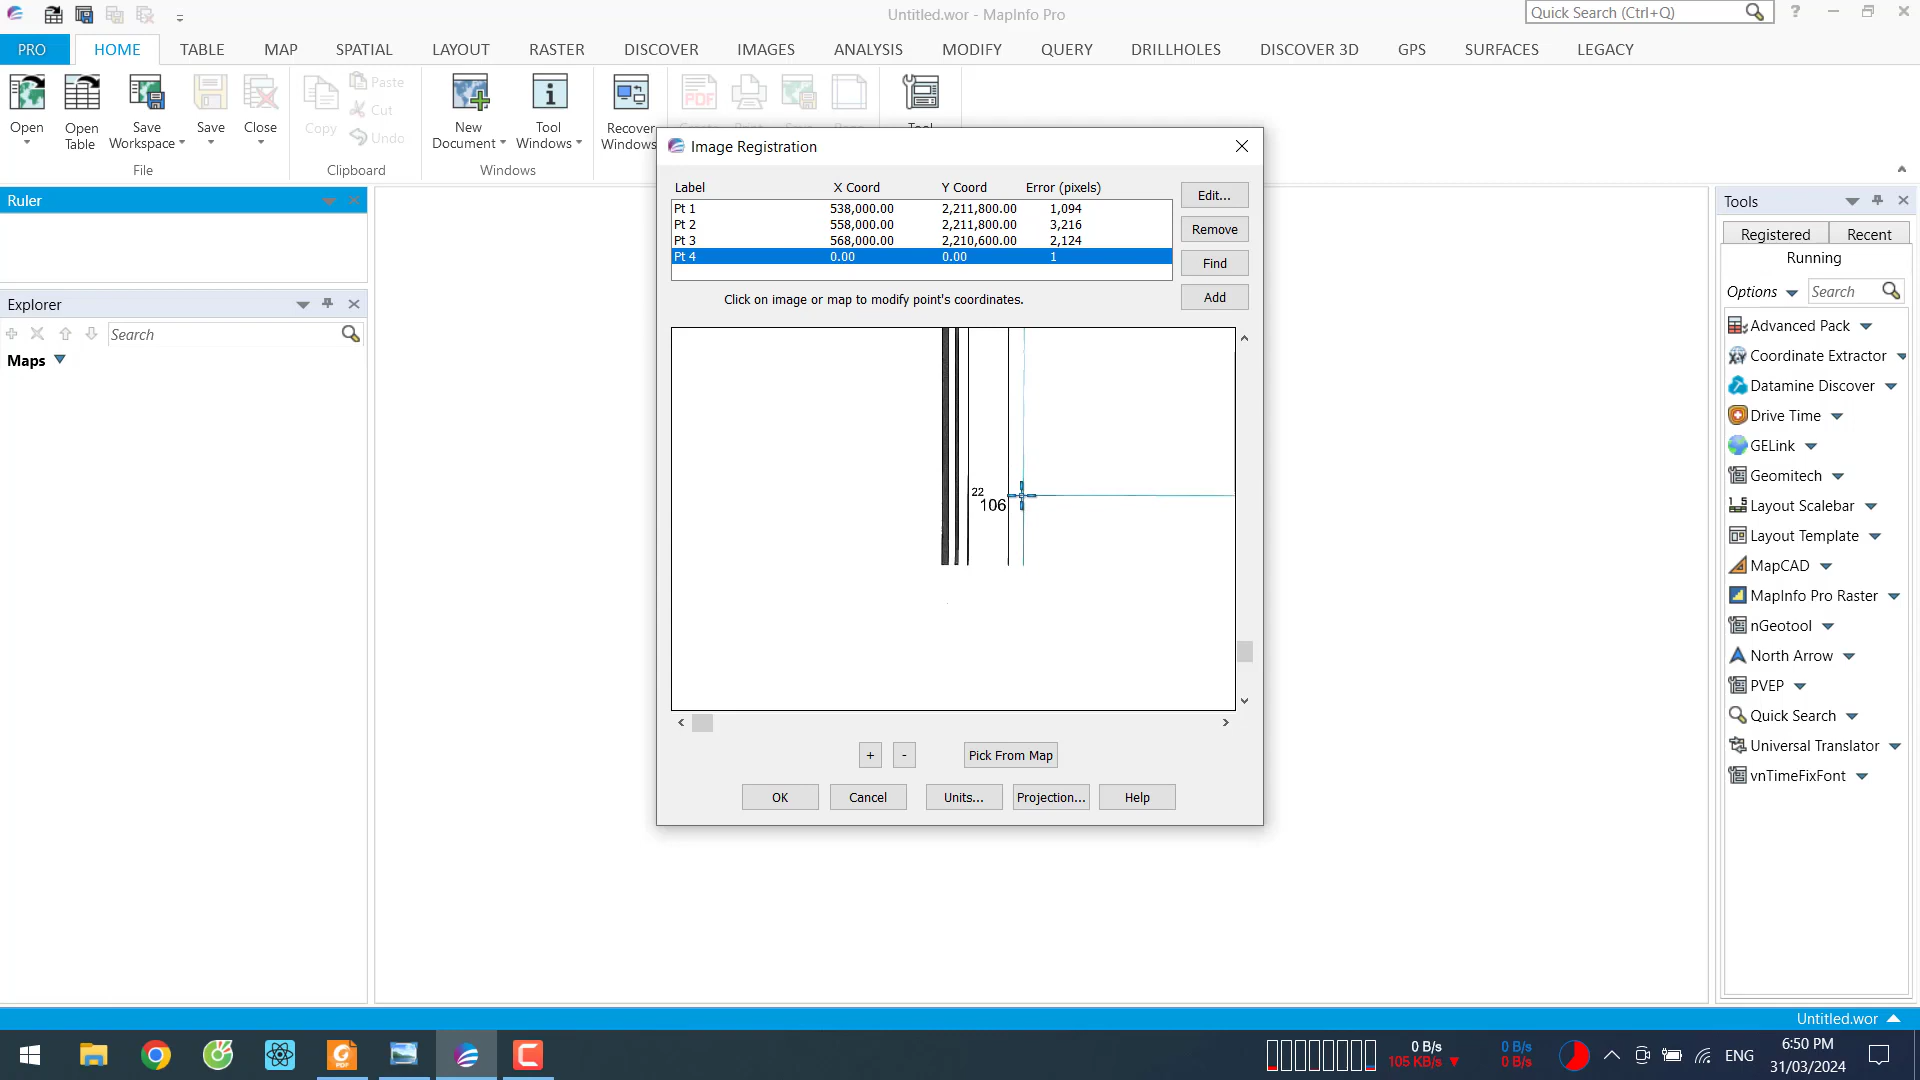 Untitled.wor - MapInfo Pro
Quick Search (Ctrl+Q)
?
PRO
HOME
TABLE
MAP
SPATIAL
LAYOUT
RASTER
DISCOVER
IMAGES
ANALYSIS
MODIFY
QUERY
DRILLHOLES
DISCOVER 3D
GPS
SURFACES
LEGACY
Open
Open Table
Save Workspace
Save
Close
File
Copy
Paste
Cut
Undo
Clipboard
New Document
Tool Windows
Windows
Recover Windows
PDF
Tool
Ruler
Explorer
Search
Maps
Image Registration
Label X Coord Y Coord Error (pixels)
Pt 1 538,000.00 2,211,800.00 1,094
Pt 2 558,000.00 2,211,800.00 3,216
Pt 3 568,000.00 2,210,600.00 2,124
Pt 4 0.00 0.00 1
Edit...
Remove
Find
Add
Click on image or map to modify point's coordinates.
22
106
+
-
Pick From Map
OK
Cancel
Units...
Projection...
Help
Tools
Registered
Recent
Running
Options
Search
Advanced Pack
Coordinate Extractor
Datamine Discover
Drive Time
GELink
Geomitech
Layout Scalebar
Layout Template
MapCAD
MapInfo Pro Raster
nGeotool
North Arrow
PVEP
Quick Search
Universal Translator
vnTimeFixFont
Untitled.wor
0 B/s
105 KB/s
0 B/s
0 B/s
ENG
6:50 PM
31/03/2024